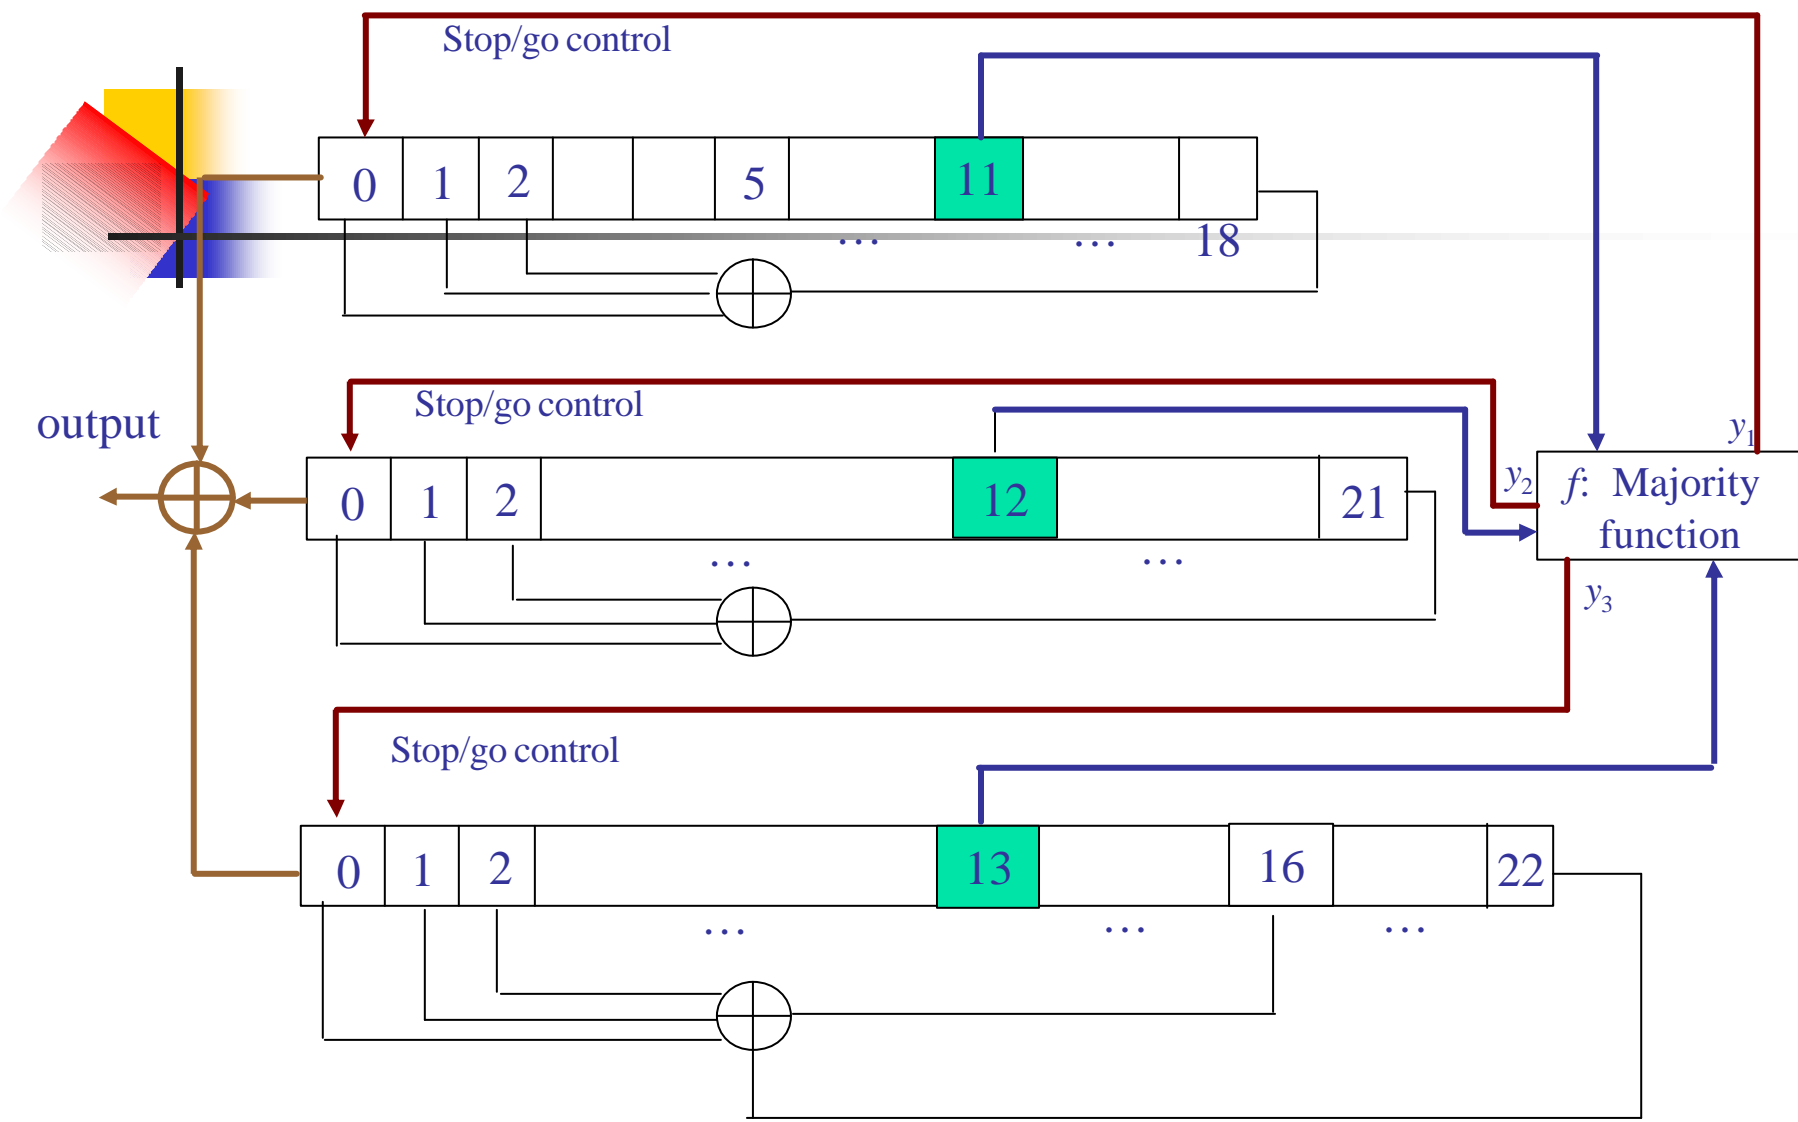 Stop/go control
0 1 2 5 11
… … 18
Stop/go control
output
y1
0 1 2 12 21
y2
f: Majority
function
… …
y3
Stop/go control
0 1 2 13 16 22
… … …